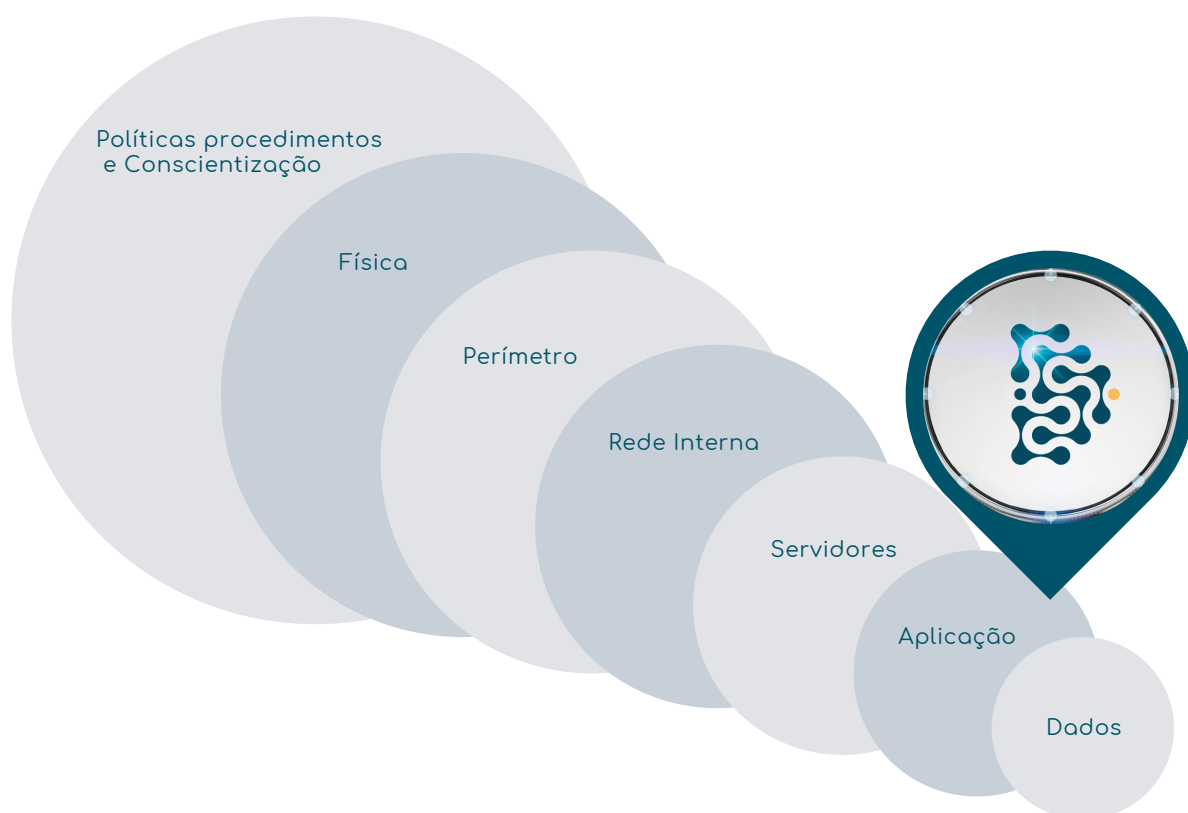 Políticas procedimentos
e Conscientização
Física
Perímetro
Rede Interna
Servidores
Aplicação
Dados